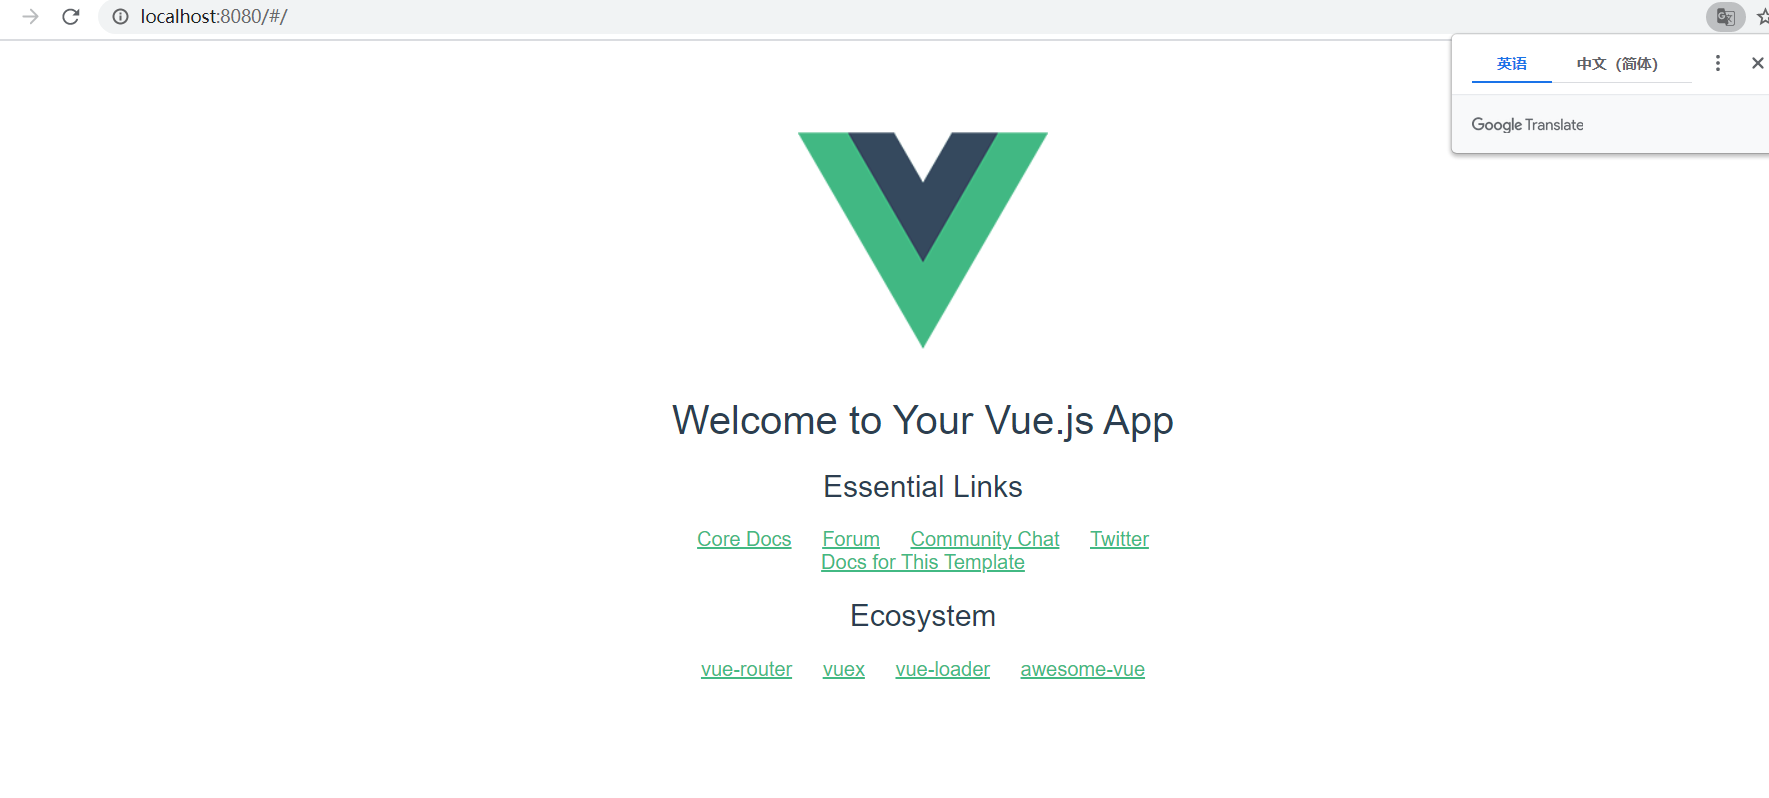 localhost:8080/#/
英语 中文（简体）
Google Translate
Welcome to Your Vue.js App
Essential Links
Core Docs Forum Community Chat Twitter
Docs for This Template
Ecosystem
vue-router vuex vue-loader awesome-vue